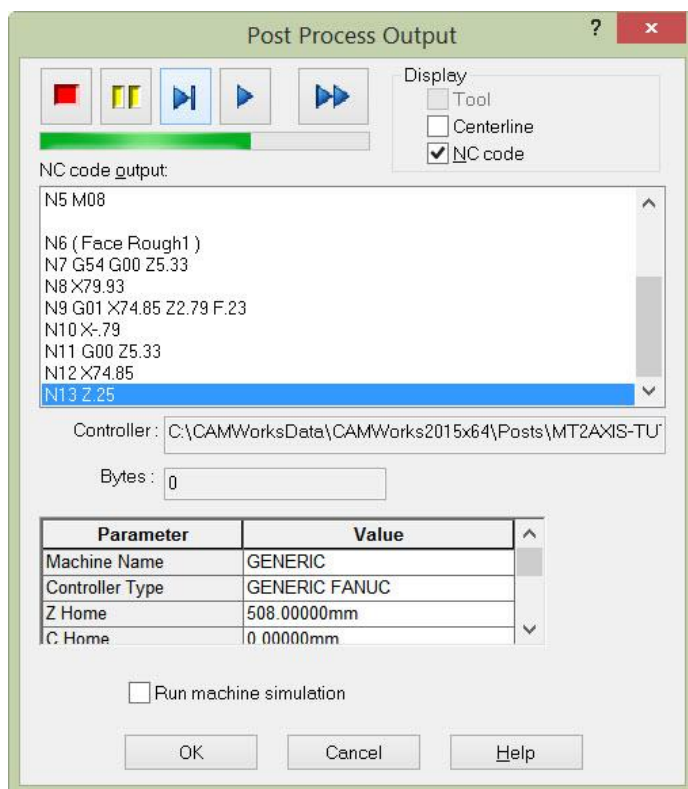 Post Process Output
?
x
Display
Tool
Centerline
NC code
NC code output:
N5 M08
N6 ( Face Rough1 )
N7 G54 G00 Z5.33
N8 X79.93
N9 G01 X74.85 Z2.79 F.23
N10 X-.79
N11 G00 Z5.33
N12 X74.85
N13 Z.25
Controller : C:\CAMWorksData\CAMWorks2015x64\Posts\MT2AXIS-TU
Bytes : 0
Parameter Value
Machine Name GENERIC
Controller Type GENERIC FANUC
Z Home 508.00000mm
C Home 0.00000mm
Run machine simulation
OK Cancel Help